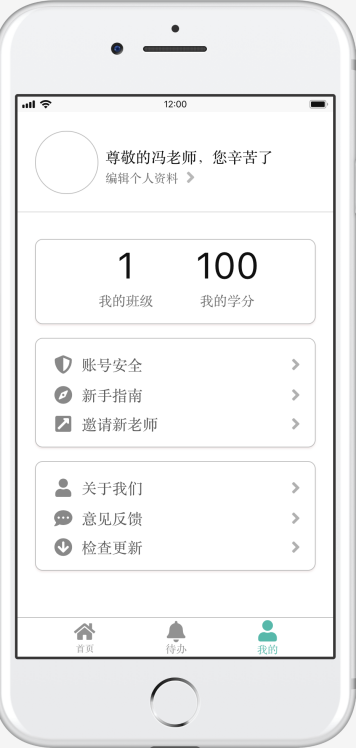 12:00
尊敬的冯老师，您辛苦了
编辑个人资料
1 100
我的班级 我的学分
账号安全
新手指南
邀请新老师
关于我们
意见反馈
检查更新
首页 待办 我的